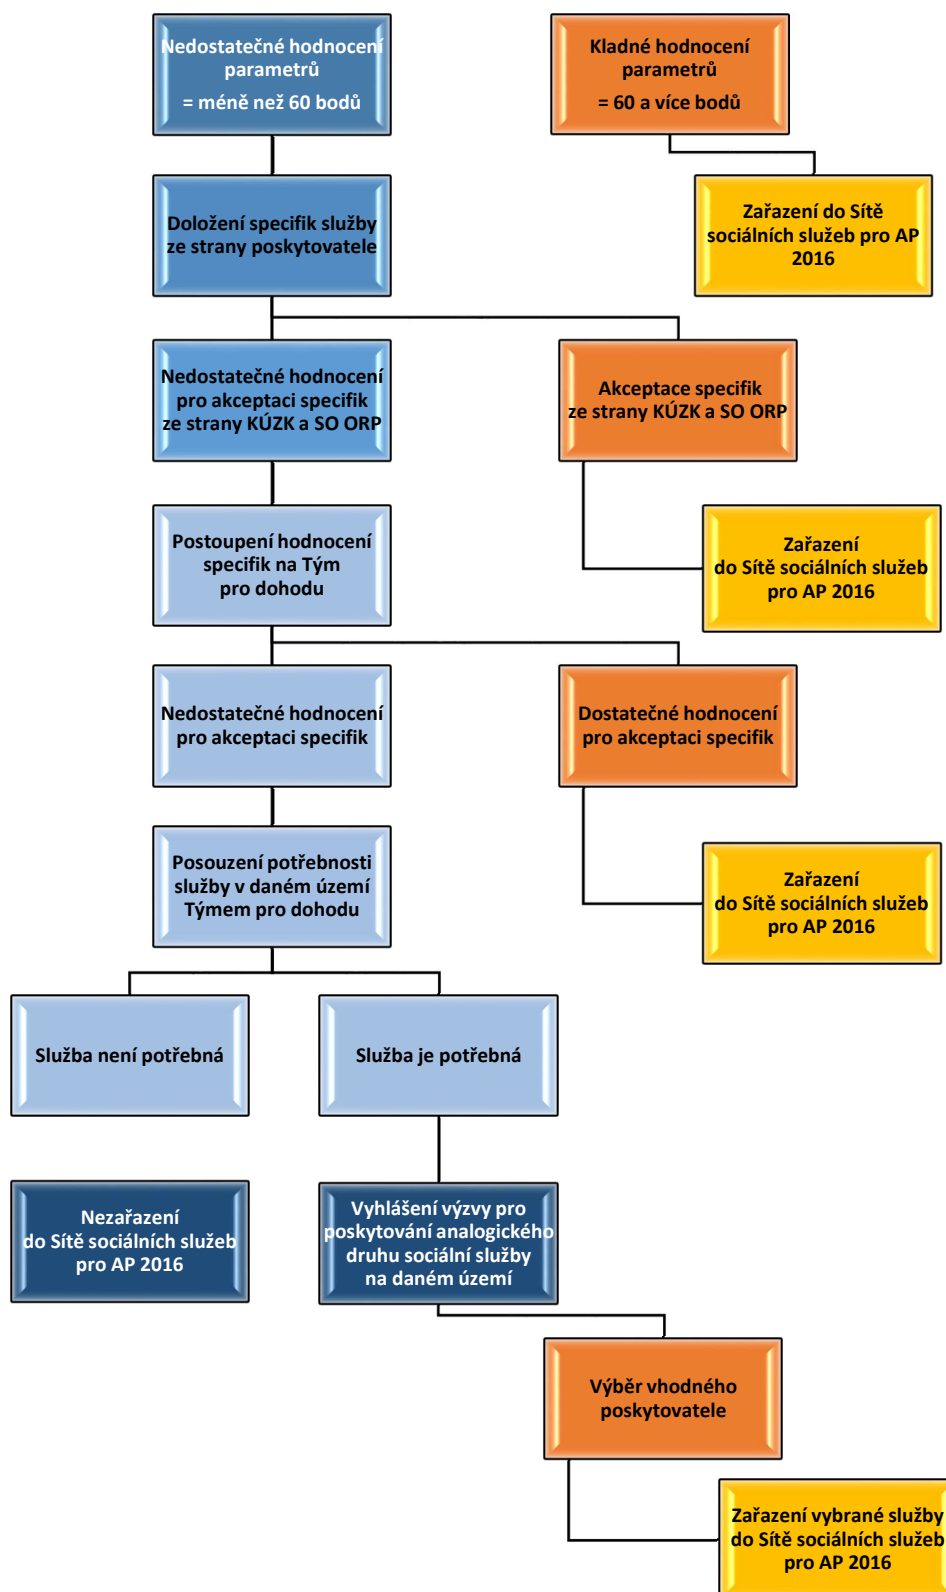 Nedostatečné hodnocení
parametrů
= méně než 60 bodů
Kladné hodnocení
parametrů
= 60 a více bodů
Doložení specifik služby
ze strany poskytovatele
Zařazení do Sítě
sociálních služeb pro AP
2016
Nedostatečné hodnocení
pro akceptaci specifik
ze strany KÚZK a SO ORP
Akceptace specifik
ze strany KÚZK a SO ORP
Postoupení hodnocení
specifik na Tým
pro dohodu
Zařazení
do Sítě sociálních služeb
pro AP 2016
Nedostatečné hodnocení
pro akceptaci specifik
Dostatečné hodnocení
pro akceptaci specifik
Posouzení potřebnosti
služby v daném území
Týmem pro dohodu
Zařazení
do Sítě sociálních služeb
pro AP 2016
Služba není potřebná
Služba je potřebná
Nezařazení
do Sítě sociálních služeb
pro AP 2016
Vyhlášení výzvy pro
poskytování analogického
druhu sociální služby
na daném území
Výběr vhodného
poskytovatele
Zařazení vybrané služby
do Sítě sociálních služeb
pro AP 2016